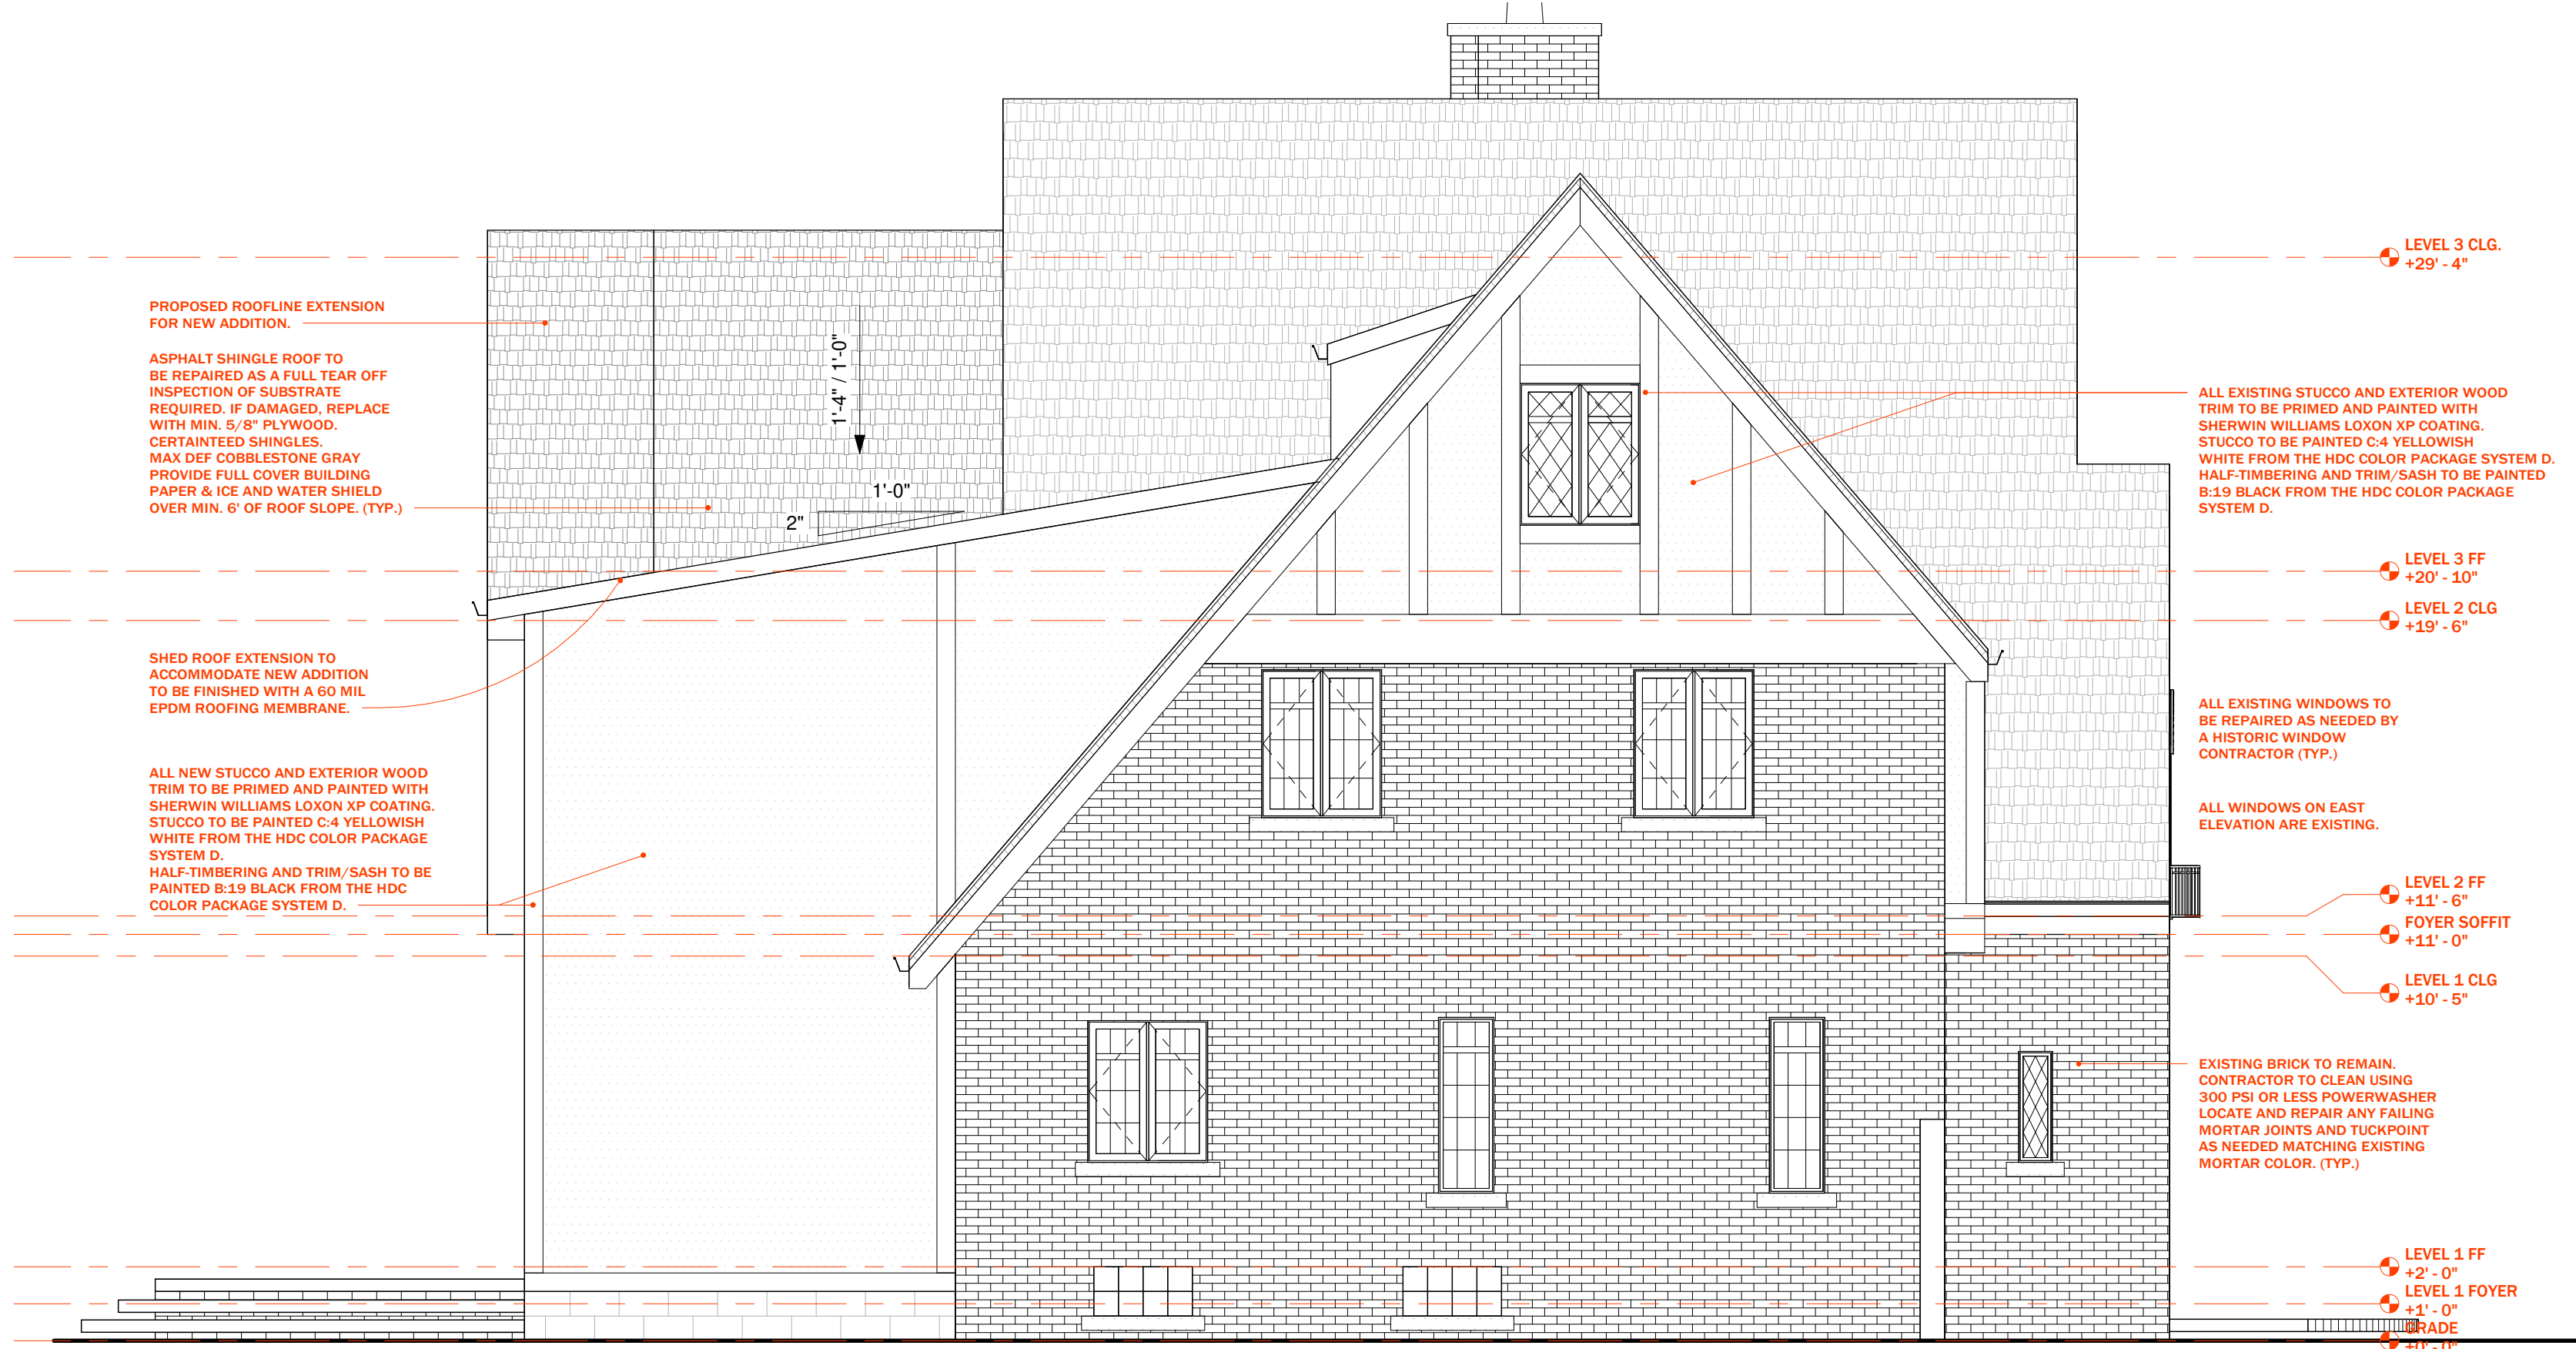 PROPOSED ROOFLINE EXTENSION
FOR NEW ADDITION.
ASPHALT SHINGLE ROOF TO
BE REPAIRED AS A FULL TEAR OFF
INSPECTION OF SUBSTRATE
REQUIRED. IF DAMAGED, REPLACE
WITH MIN. 5/8" PLYWOOD.
CERTAINTEED SHINGLES.
MAX DEF COBBLESTONE GRAY
PROVIDE FULL COVER BUILDING
PAPER & ICE AND WATER SHIELD
OVER MIN. 6' OF ROOF SLOPE. (TYP.)
SHED ROOF EXTENSION TO
ACCOMMODATE NEW ADDITION
TO BE FINISHED WITH A 60 MIL
EPDM ROOFING MEMBRANE.
ALL NEW STUCCO AND EXTERIOR WOOD
TRIM TO BE PRIMED AND PAINTED WITH
SHERWIN WILLIAMS LOXON XP COATING.
STUCCO TO BE PAINTED C:4 YELLOWISH
WHITE FROM THE HDC COLOR PACKAGE
SYSTEM D.
HALF-TIMBERING AND TRIM/SASH TO BE
PAINTED B:19 BLACK FROM THE HDC
COLOR PACKAGE SYSTEM D.
1'-4" / 1'-0"
1'-0"
2"
LEVEL 3 CLG.
+29' - 4"
ALL EXISTING STUCCO AND EXTERIOR WOOD
TRIM TO BE PRIMED AND PAINTED WITH
SHERWIN WILLIAMS LOXON XP COATING.
STUCCO TO BE PAINTED C:4 YELLOWISH
WHITE FROM THE HDC COLOR PACKAGE SYSTEM D.
HALF-TIMBERING AND TRIM/SASH TO BE PAINTED
B:19 BLACK FROM THE HDC COLOR PACKAGE
SYSTEM D.
LEVEL 3 FF
+20' - 10"
LEVEL 2 CLG
+19' - 6"
ALL EXISTING WINDOWS TO
BE REPAIRED AS NEEDED BY
A HISTORIC WINDOW
CONTRACTOR (TYP.)
ALL WINDOWS ON EAST
ELEVATION ARE EXISTING.
LEVEL 2 FF
+11' - 6"
FOYER SOFFIT
+11' - 0"
LEVEL 1 CLG
+10' - 5"
EXISTING BRICK TO REMAIN.
CONTRACTOR TO CLEAN USING
300 PSI OR LESS POWERWASHER
LOCATE AND REPAIR ANY FAILING
MORTAR JOINTS AND TUCKPOINT
AS NEEDED MATCHING EXISTING
MORTAR COLOR. (TYP.)
LEVEL 1 FF
+2' - 0"
LEVEL 1 FOYER
+1' - 0"
GRADE
+0' - 0"